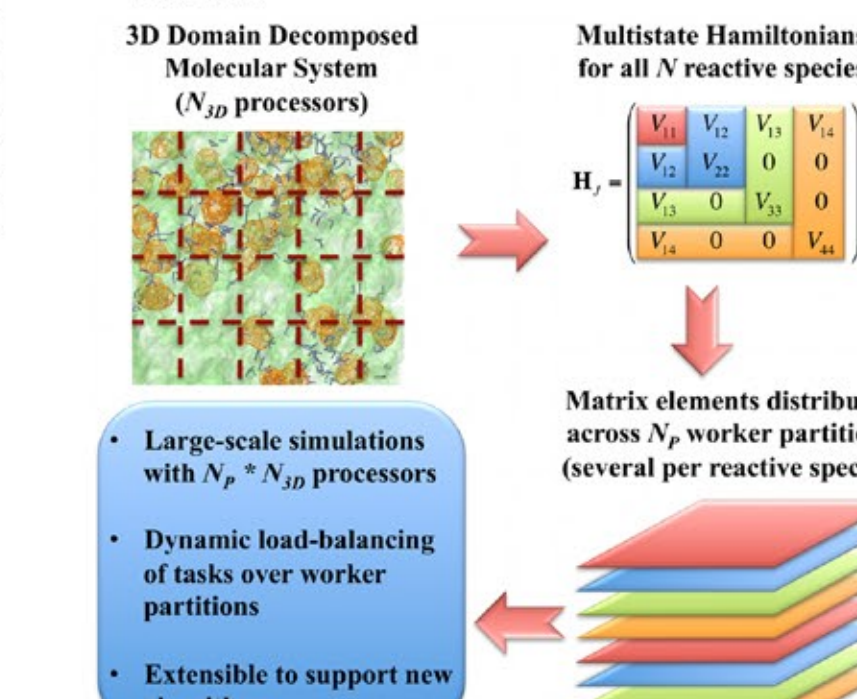 3D Domain Decomposed
Molecular System
(N3D processors)
Multistate Hamiltonian
for all N reactive specie
HJ =
V11 V12 V13 V14
V12 V22 0 0
V13 0 V33 0
V14 0 0 V44
Matrix elements distribu
across NP worker partiti
(several per reactive spec
• Large-scale simulations
with NP * N3D processors
• Dynamic load-balancing
of tasks over worker
partitions
• Extensible to support new